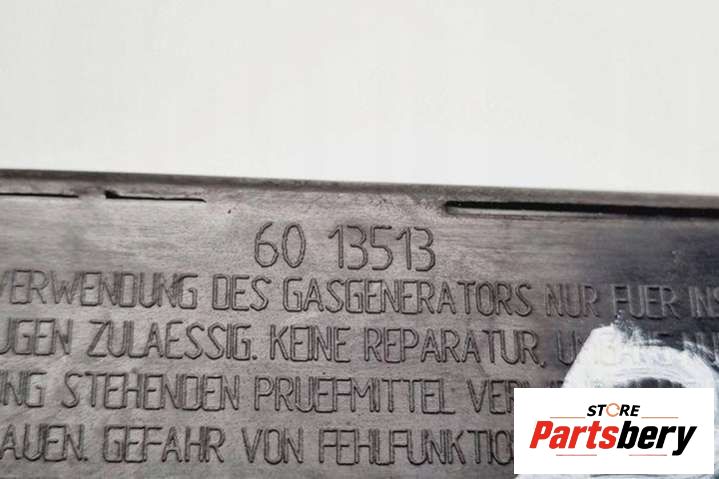 60 13513
VERWENDUNG DES GASGENERATORS NUR FUER INS
UGEN ZULAESSIG. KEINE REPARATUR,
NG STEHENDEN PRUEFMITTEL
AUEN. GEFAHR VON FEHLFUNKTIO
STORE
Partsbery